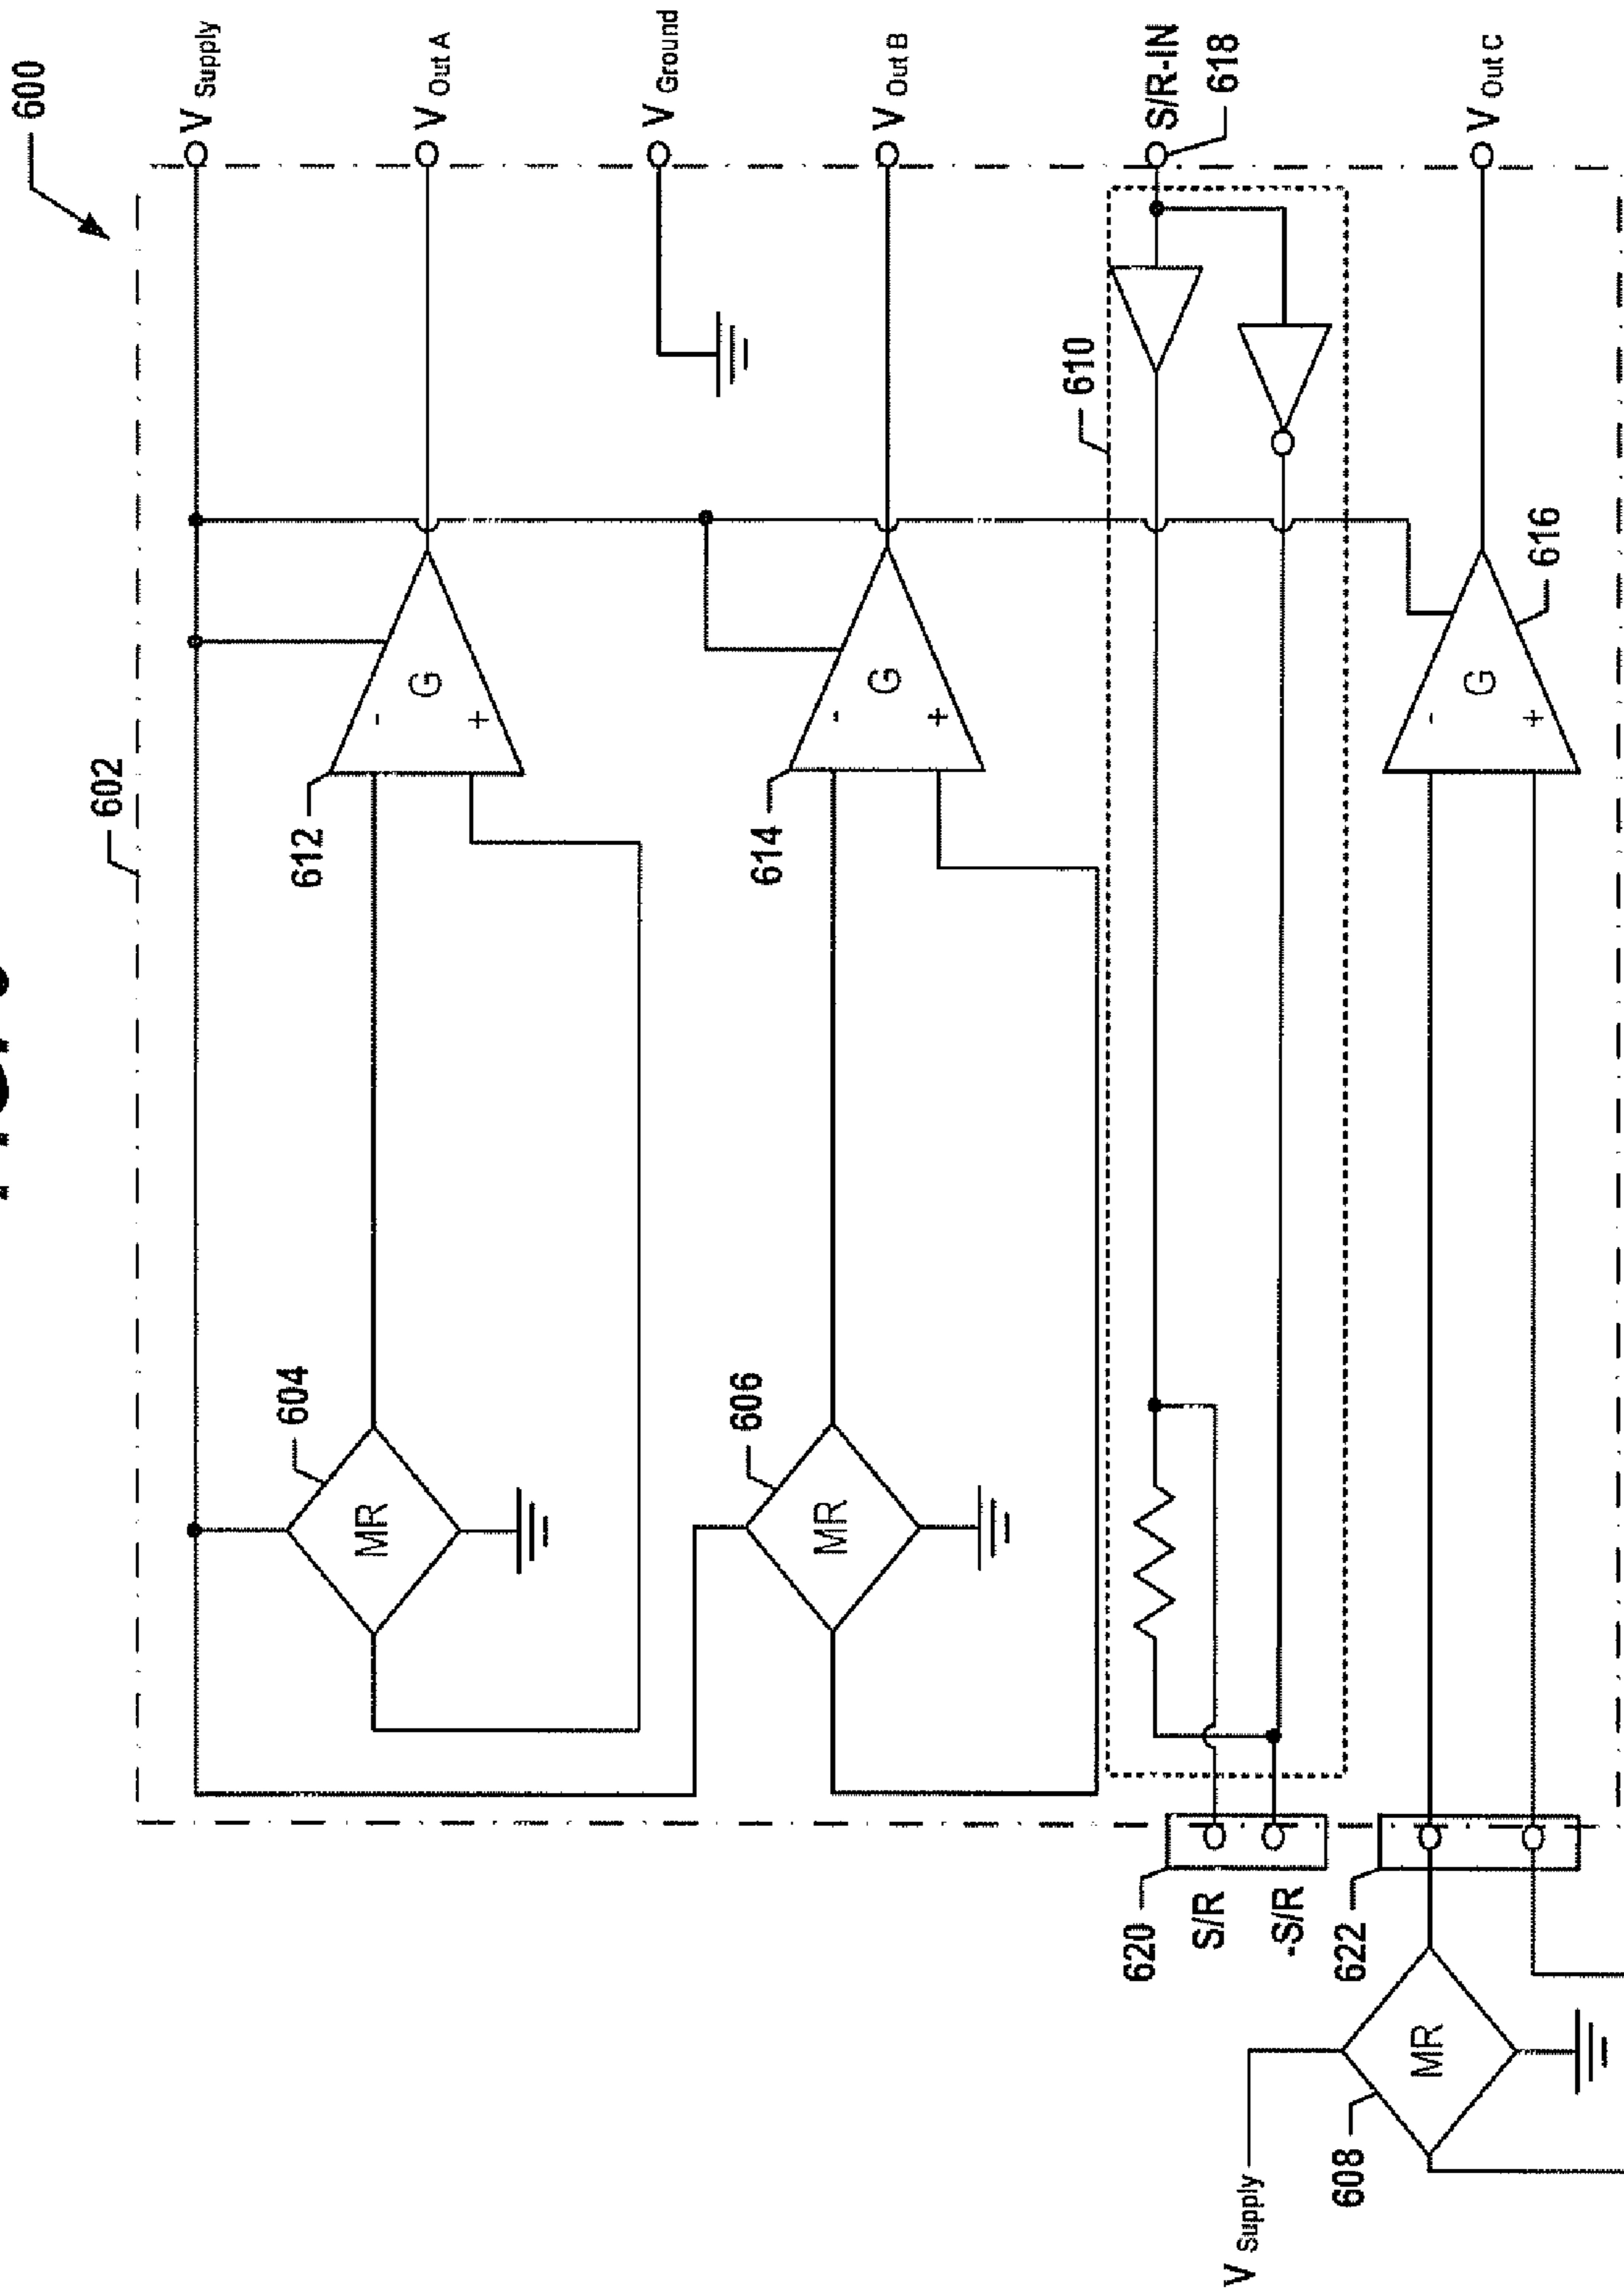 600
602
V Supply
V Out A
V Ground
V Out B
S/R-IN
618
V Out C
612
-
G
+
604
MR
614
-
G
+
606
MR
610
616
-
G
+
620
S/R
-S/R
622
608
MR
V Supply